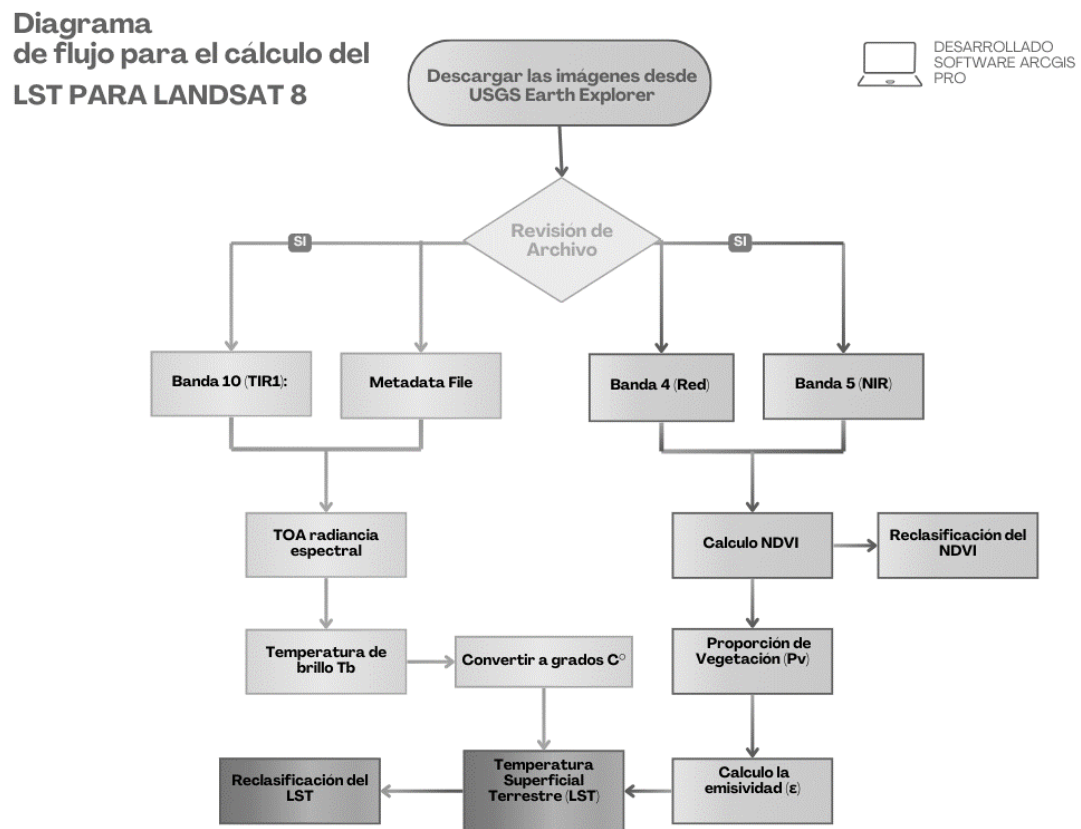 Diagrama
de flujo para el cálculo del
LST PARA LANDSAT 8
DESARROLLADO
SOFTWARE ARCGIS
PRO
Descargar las imágenes desde
USGS Earth Explorer
Revisión de
Archivo
SI
SI
Banda 10 (TIR1):
Metadata File
Banda 4 (Red)
Banda 5 (NIR)
TOA radiancia
espectral
Calculo NDVI
Reclasificación del
NDVI
Temperatura de
brillo Tb
Convertir a grados C°
Proporción de
Vegetación (Pv)
Reclasificación del
LST
Temperatura
Superficial
Terrestre (LST)
Calculo la
emisividad (ε)